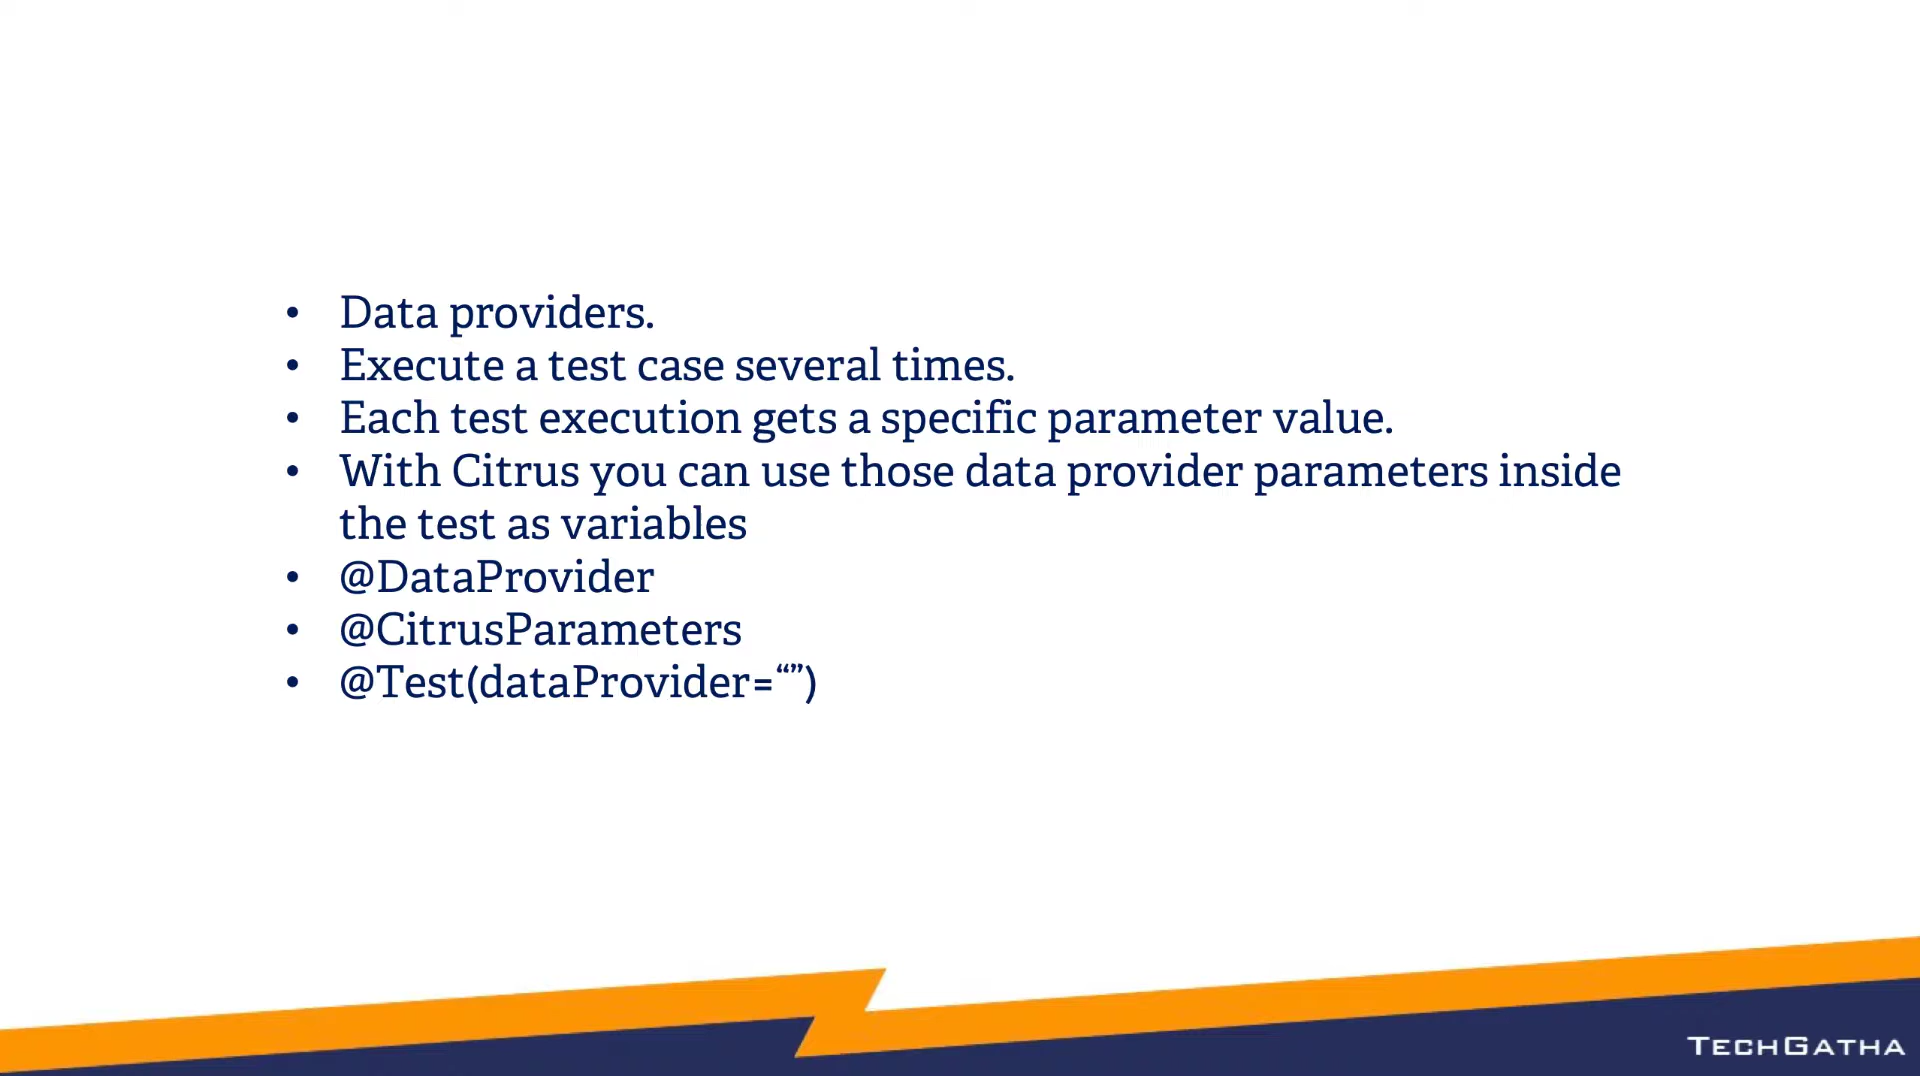 • Data providers.
• Execute a test case several times.
• Each test execution gets a specific parameter value.
• With Citrus you can use those data provider parameters inside
the test as variables
• @DataProvider
• @CitrusParameters
• @Test(dataProvider=“”)
TECHGATHA